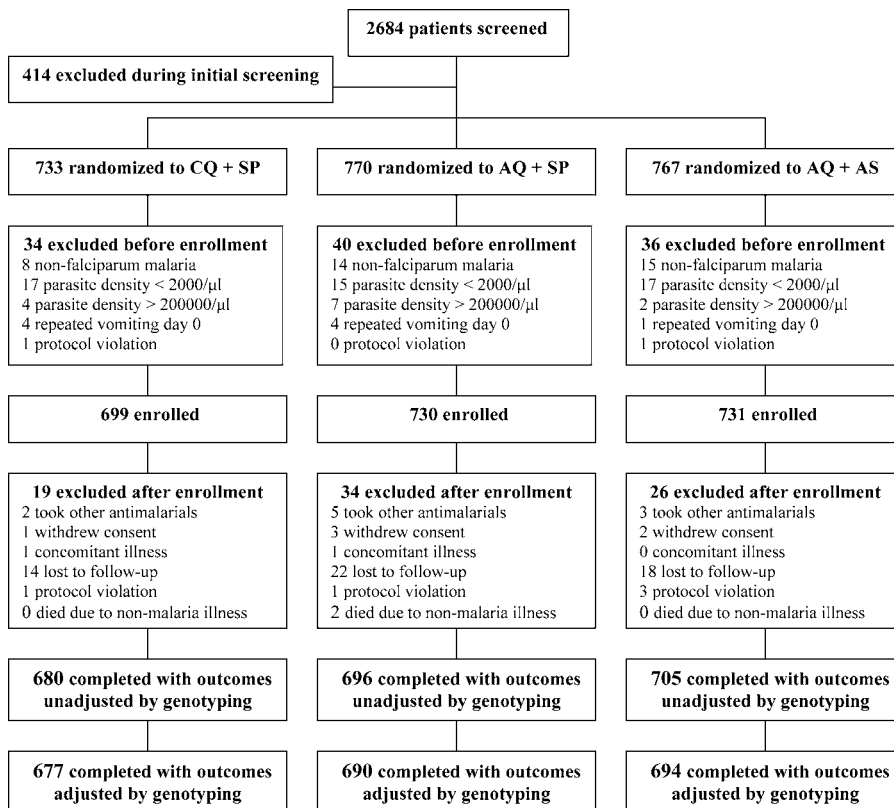 2684 patients screened
414 excluded during initial screening
733 randomized to CQ + SP
770 randomized to AQ + SP
767 randomized to AQ + AS
34 excluded before enrollment
8 non-falciparum malaria
17 parasite density < 2000/µl
4 parasite density > 200000/µl
4 repeated vomiting day 0
1 protocol violation
40 excluded before enrollment
14 non-falciparum malaria
15 parasite density < 2000/µl
7 parasite density > 200000/µl
4 repeated vomiting day 0
0 protocol violation
36 excluded before enrollment
15 non-falciparum malaria
17 parasite density < 2000/µl
2 parasite density > 200000/µl
1 repeated vomiting day 0
1 protocol violation
699 enrolled
730 enrolled
731 enrolled
19 excluded after enrollment
2 took other antimalarials
1 withdrew consent
1 concomitant illness
14 lost to follow-up
1 protocol violation
0 died due to non-malaria illness
34 excluded after enrollment
5 took other antimalarials
3 withdrew consent
1 concomitant illness
22 lost to follow-up
1 protocol violation
2 died due to non-malaria illness
26 excluded after enrollment
3 took other antimalarials
2 withdrew consent
0 concomitant illness
18 lost to follow-up
3 protocol violation
0 died due to non-malaria illness
680 completed with outcomes
unadjusted by genotyping
696 completed with outcomes
unadjusted by genotyping
705 completed with outcomes
unadjusted by genotyping
677 completed with outcomes
adjusted by genotyping
690 completed with outcomes
adjusted by genotyping
694 completed with outcomes
adjusted by genotyping